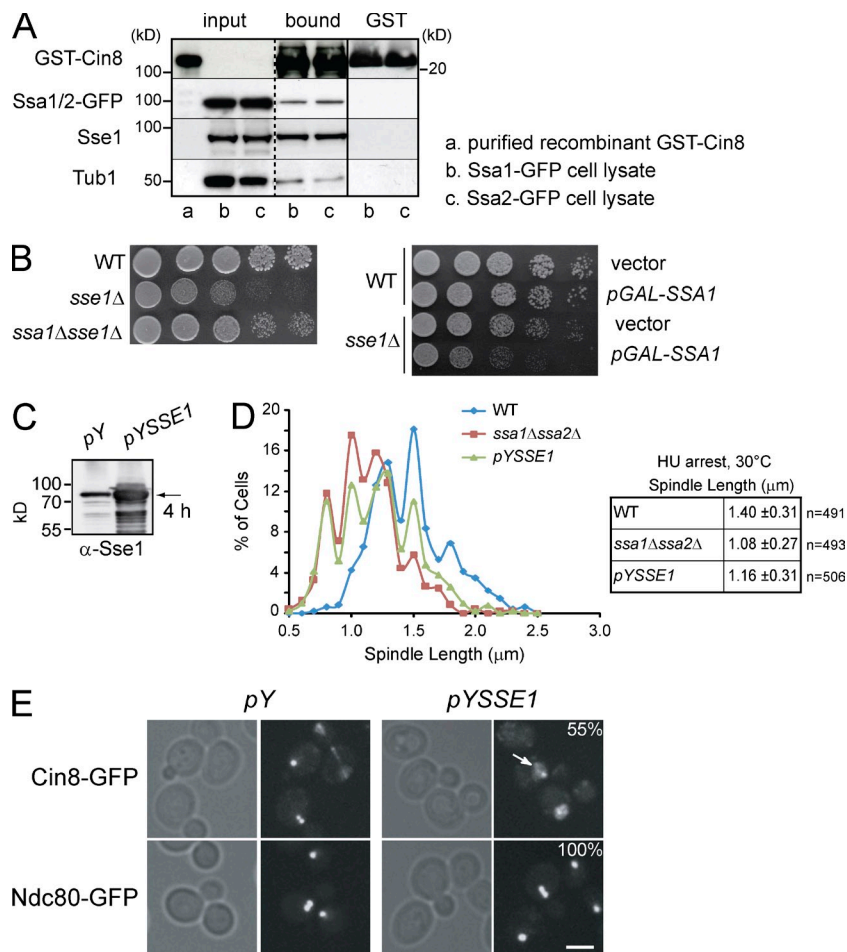 A
input bound GST
(kD) (kD)
GST-Cin8
100
20
Ssa1/2-GFP 100
Sse1 100
Tub1 50
a b c b c b c
a. purified recombinant GST-Cin8
b. Ssa1-GFP cell lysate
c. Ssa2-GFP cell lysate
B
WT
sse1Δ
ssa1Δsse1Δ
WT
sse1Δ
vector
pGAL-SSA1
vector
pGAL-SSA1
C
pY pYSSE1
kD
100
70
55
4 h
α-Sse1
D
% of Cells
20
16
12
8
4
0
0.5 1.0 1.5 2.0 2.5 3.0
Spindle Length (μm)
WT
ssa1Δssa2Δ
pYSSE1
HU arrest, 30°C
Spindle Length (μm)
WT 1.40 ±0.31 n=491
ssa1Δssa2Δ 1.08 ±0.27 n=493
pYSSE1 1.16 ±0.31 n=506
E
pY pYSSE1
Cin8-GFP 55%
Ndc80-GFP 100%